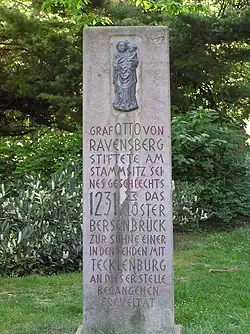 GRAF OTTO VON
RAVENSBERG
STIFTETE AM
STAMMSITZ SEI
NES GESCHLECHTS
1231 DAS
KLOSTER
BERSENBRÜCK
ZUR SÜHNE EINER
IN DEN FEHDEN MIT
TECKLENBURG
AN DIESER STELLE
BEGANGENEN
FREVELTAT